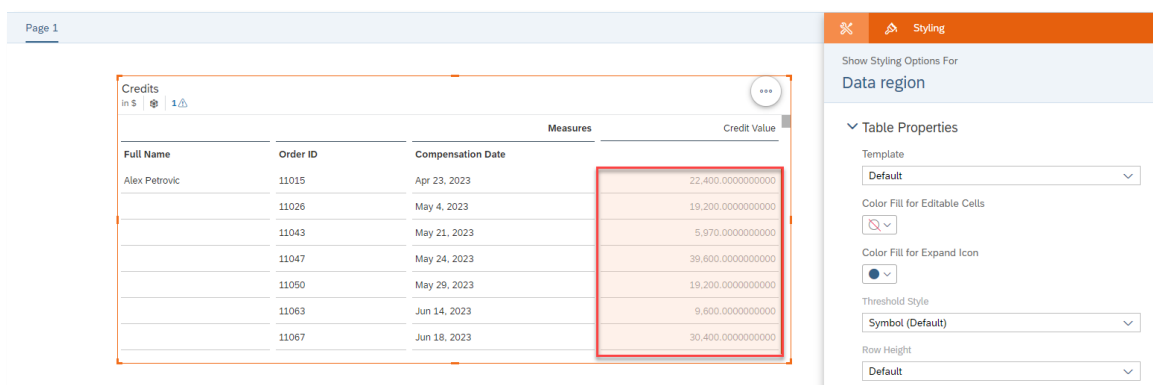 Page 1
Styling
Show Styling Options For
Data region
Credits
in $ 1
Measures Credit Value
Full Name Order ID Compensation Date
Alex Petrovic 11015 Apr 23, 2023 22,400.0000000000
11026 May 4, 2023 19,200.0000000000
11043 May 21, 2023 5,970.0000000000
11047 May 24, 2023 39,600.0000000000
11050 May 29, 2023 19,200.0000000000
11063 Jun 14, 2023 9,600.0000000000
11067 Jun 18, 2023 30,400.0000000000
Table Properties
Template
Default
Color Fill for Editable Cells
Color Fill for Expand Icon
Threshold Style
Symbol (Default)
Row Height
Default